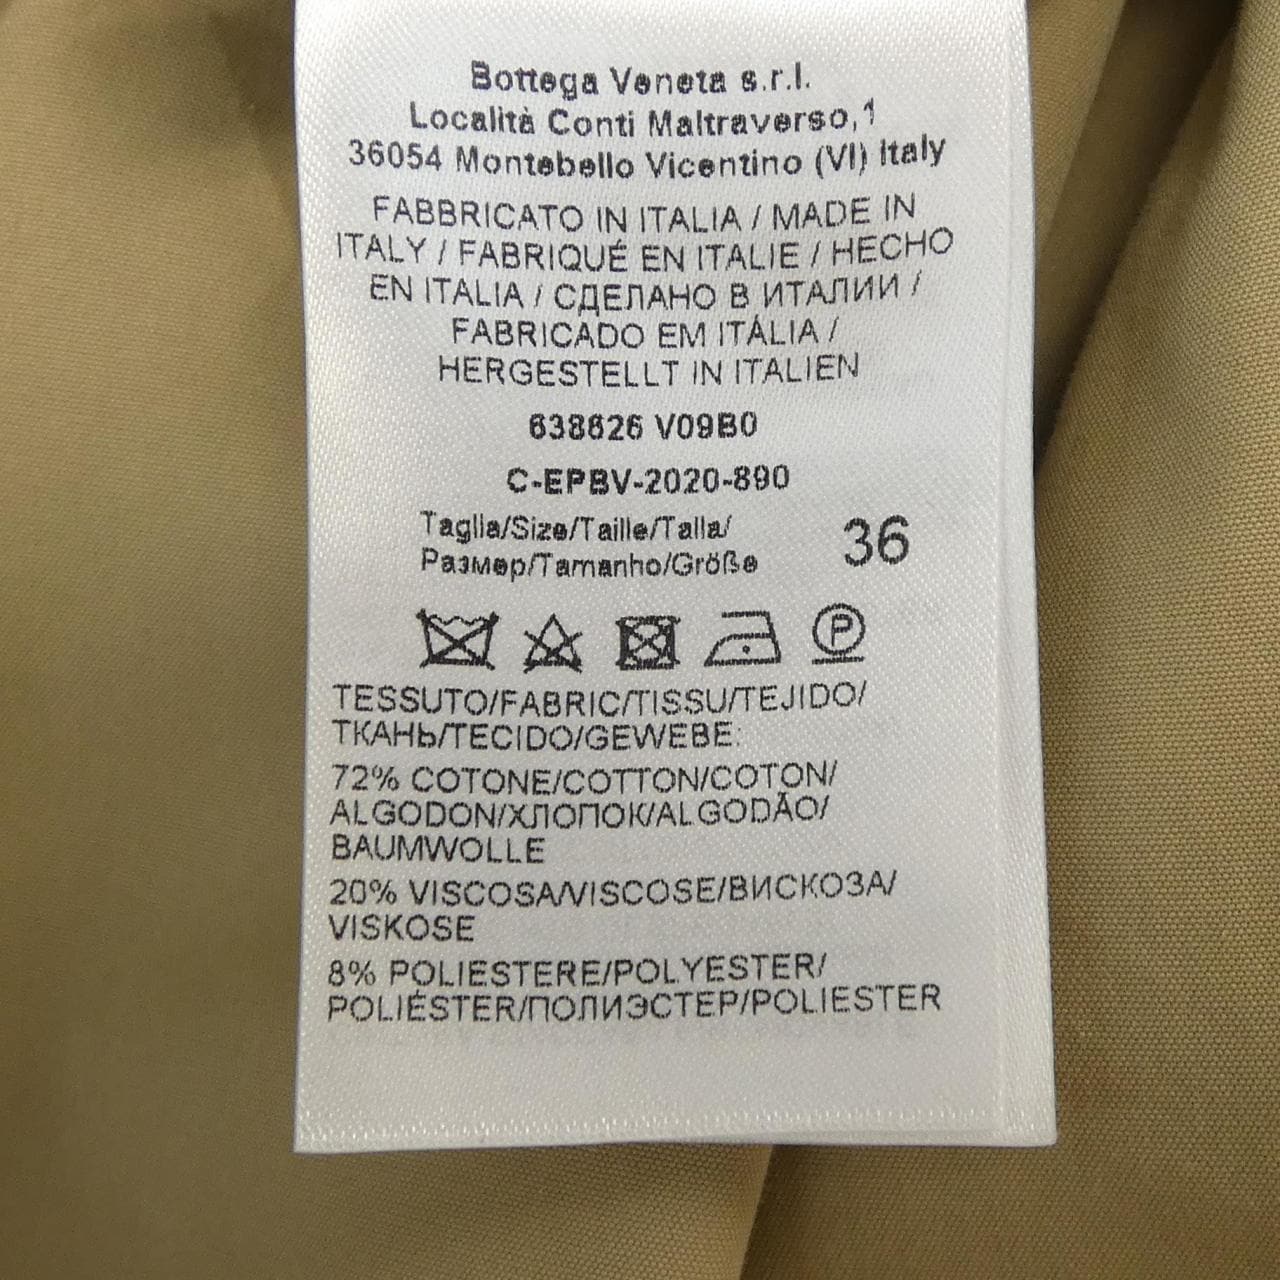 Bottega Veneta s.r.l.
Località Conti Maltraverso,1
36054 Montebello Vicentino (VI) Italy
FABBRICATO IN ITALIA / MADE IN
ITALY / FABRIQUÉ EN ITALIE / HECHO
EN ITALIA / СДЕЛАНО В ИТАЛИИ /
FABRICADO EM ITÁLIA /
HERGESTELLT IN ITALIEN
638626 V09B0
C-EPBV-2020-890
Taglia/Size/Taille/Talla/
Размер/Tamanho/Größe
36
P
TESSUTO/FABRIC/TISSU/TEJIDO/
ТКАНЬ/TECIDO/GEWEBE:
72% COTONE/COTTON/COTON/
ALGODON/ХЛОПОК/ALGODÃO/
BAUMWOLLE
20% VISCOSA/VISCOSE/ВИСКОЗА/
VISKOSE
8% POLIESTERE/POLYESTER/
POLIÉSTER/ПОЛИЭСТЕР/POLIESTER